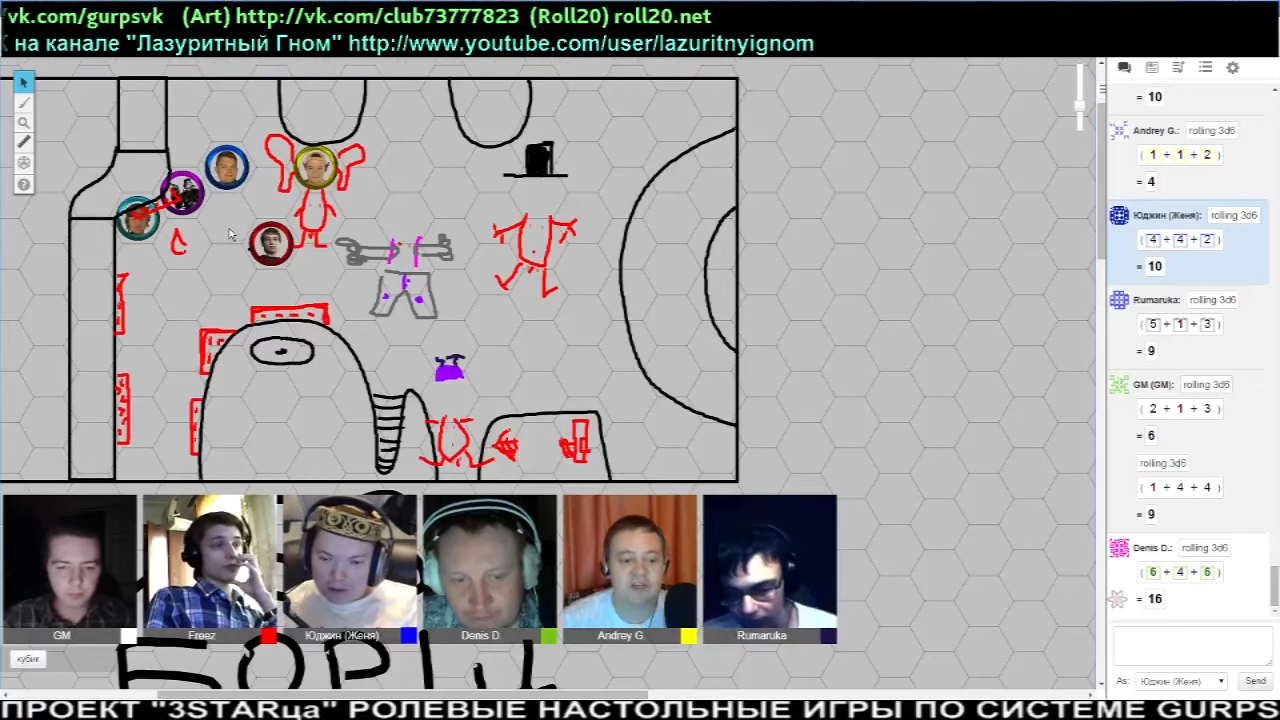 /vk.com/gurpsvk (Art) http://vk.com/club73777823 (Roll20) roll20.net
на канале "Лазуритный Гном" http://www.youtube.com/user/lazuritnyignom
= 10
Andrey G.: rolling 3d6
( 1 + 1 + 2 )
= 4
Юджин (Женя): rolling 3d6
( 4 + 4 + 2 )
= 10
Rumaruka: rolling 3d6
( 5 + 1 + 3 )
= 9
GM (GM): rolling 3d6
( 2 + 1 + 3 )
= 6
rolling 3d6
( 1 + 4 + 4 )
= 9
Denis D.: rolling 3d6
( 6 + 4 + 6 )
= 16
GM
Freez
Юджин (Женя)
Denis D.
Andrey G.
Rumaruka
кубик
As: Юджин (Женя) Send
ПРОЕКТ "3STARца" РОЛЕВЫЕ НАСТОЛЬНЫЕ ИГРЫ ПО СИСТЕМЕ GURPS